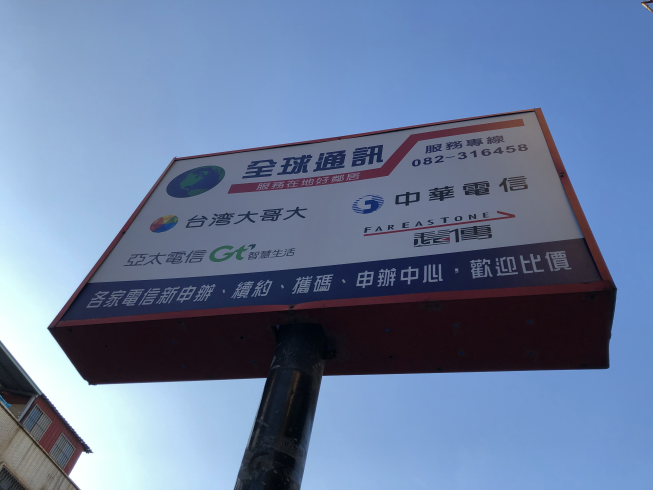 全球通訊
服務在地好鄰居
服務專線
082-316458
台灣大哥大
中華電信
FAREASTONE
遠傳
亞太電信 Gt 智慧生活
各家電信新申辦、續約、攜碼、申辦中心，歡迎比價